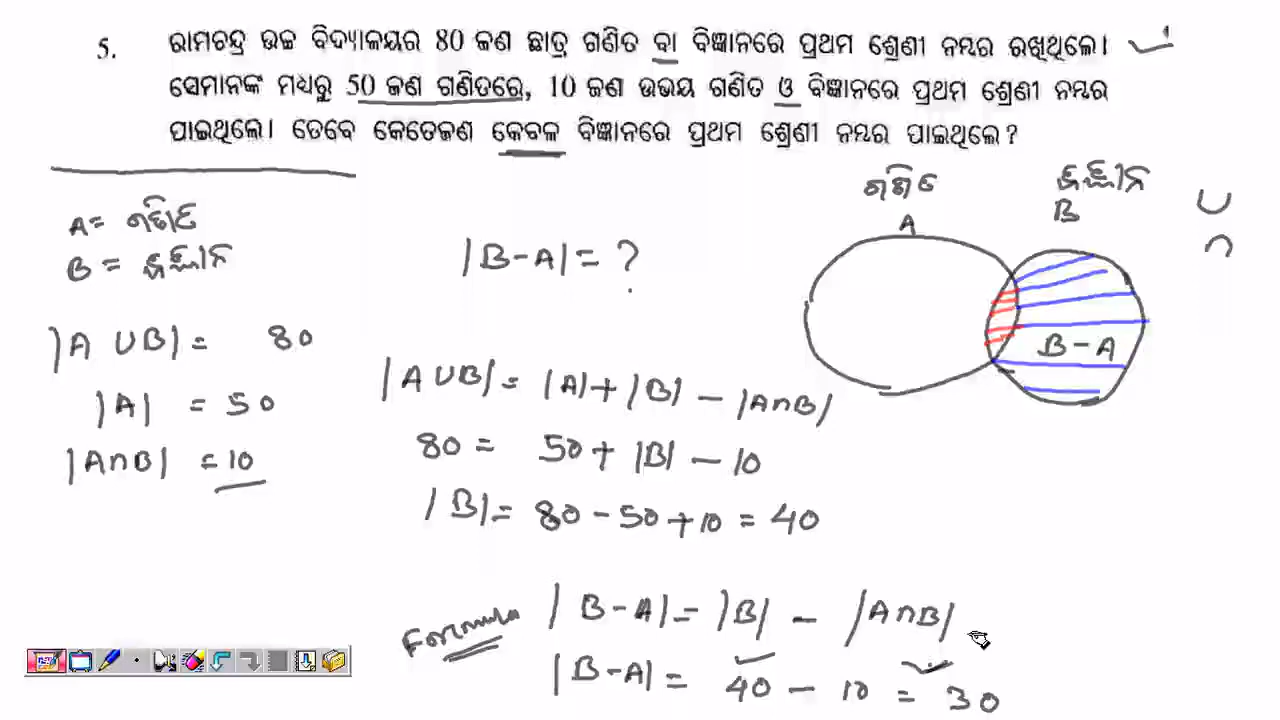 5. ରାମଚନ୍ଦ୍ର ଉଚ୍ଚ ବିଦ୍ୟାଳୟର 80 ଜଣ ଛାତ୍ର ଗଣିତ ବା ବିଜ୍ଞାନରେ ପ୍ରଥମ ଶ୍ରେଣୀ ନମ୍ବର ରଖିଥିଲେ।
ସେମାନଙ୍କ ମଧ୍ୟରୁ 50 ଜଣ ଗଣିତରେ, 10 ଜଣ ଉଭୟ ଗଣିତ ଓ ବିଜ୍ଞାନରେ ପ୍ରଥମ ଶ୍ରେଣୀ ନମ୍ବର
ପାଇଥିଲେ। ତେବେ କେତେଜଣ କେବଳ ବିଜ୍ଞାନରେ ପ୍ରଥମ ଶ୍ରେଣୀ ନମ୍ବର ପାଇଥିଲେ?
A = ଗଣିତ
B = ବିଜ୍ଞାନ
|A ∪ B| = 80
|A| = 50
|A∩B| = 10
|B-A| = ?
ଗଣିତ ବିଜ୍ଞାନ
A B
∪
∩
B-A
|A ∪ B| = |A| + |B| - |A∩B|
80 = 50 + |B| - 10
|B| = 80 - 50 + 10 = 40
Formula |B-A| = |B| - |A∩B|
|B-A| = 40 - 10 = 30